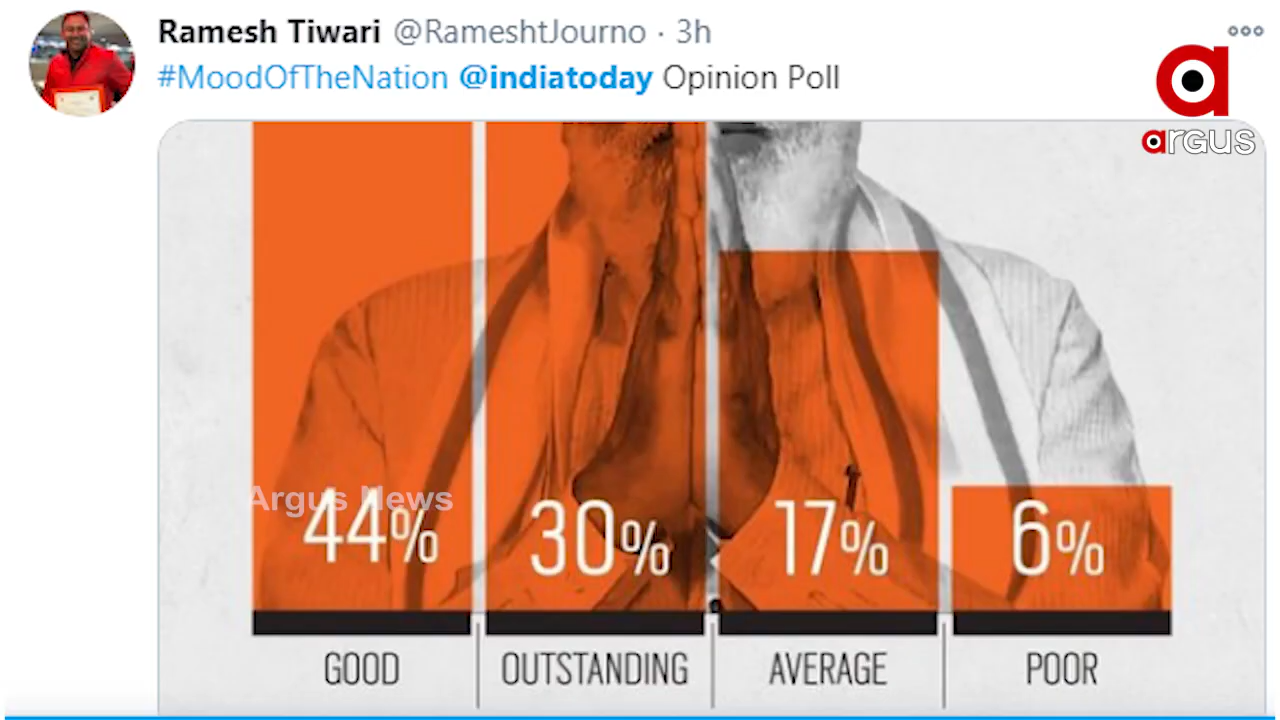 Ramesh Tiwari @RameshtJourno · 3h
#MoodOfTheNation @indiatoday Opinion Poll
argus
Argus News
44% 30% 17% 6%
GOOD OUTSTANDING AVERAGE POOR